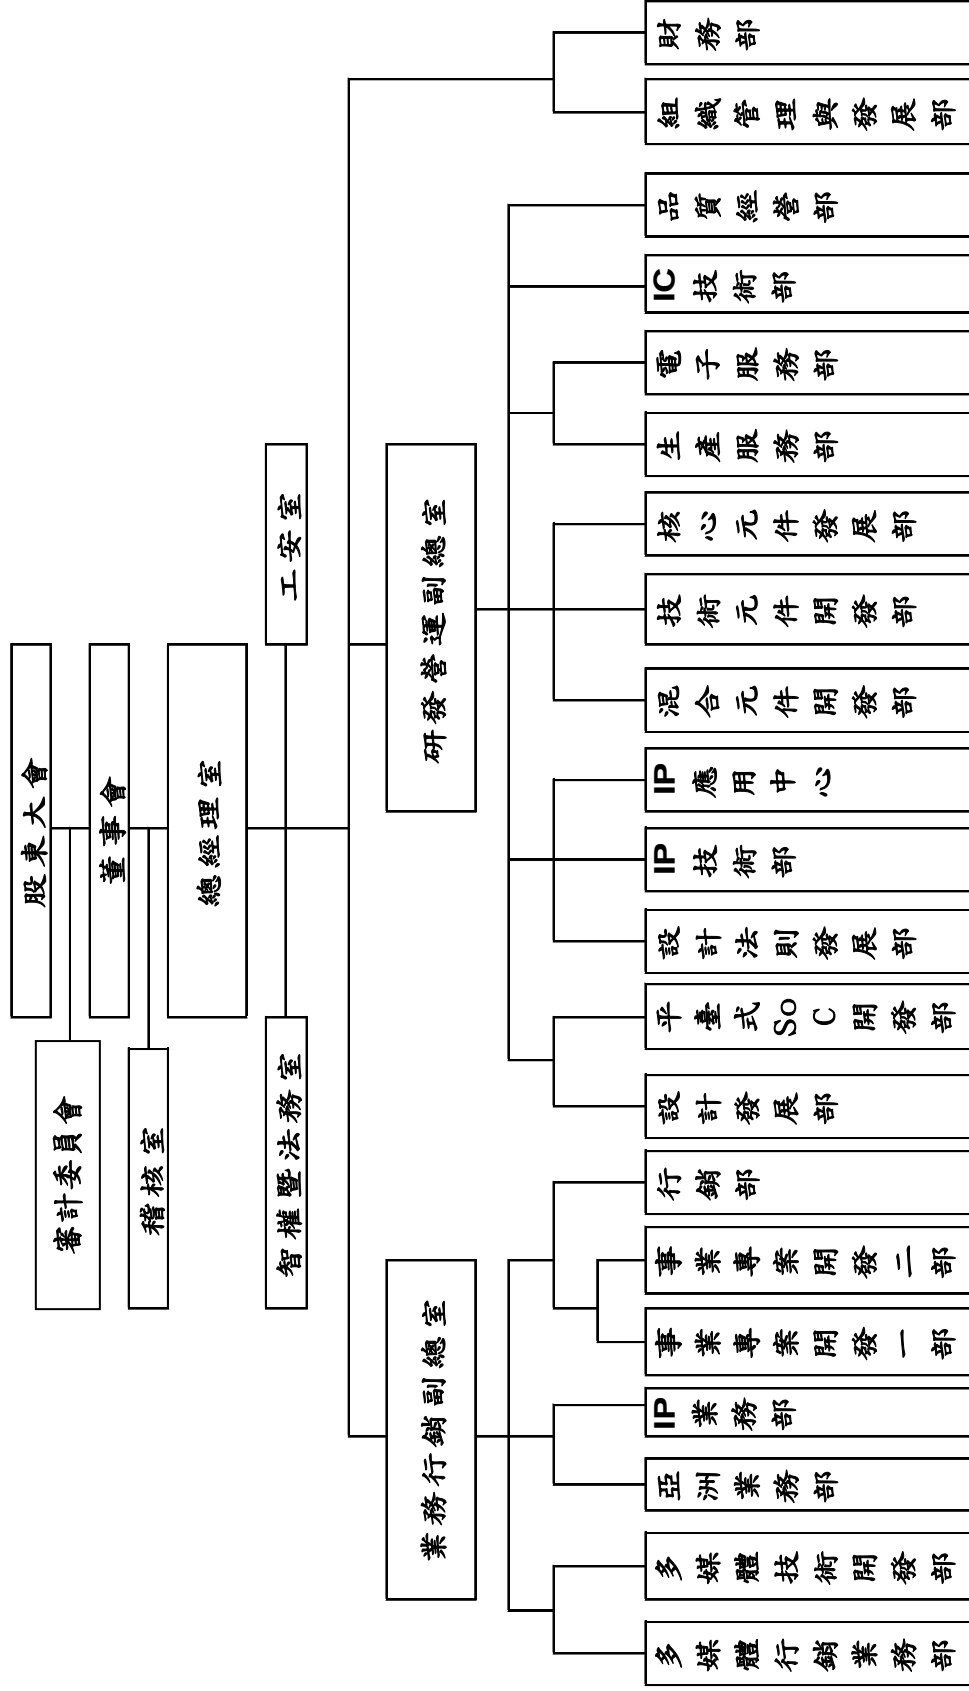 股東大會
審計委員會
董事會
稽核室
總經理室
智權暨法務室
工安室
業務行銷副總室
研發營運副總室
多媒體行銷業務部
多媒體技術開發部
亞洲業務部
IP業務部
事業專案開發一部
事業專案開發二部
行銷部
設計發展部
平臺式SoC開發部
設計法則發展部
IP技術部
IP應用中心
混合元件開發部
技術元件開發部
核心元件發展部
生產服務部
電子服務部
IC技術部
品質經營部
組織管理與發展部
財務部